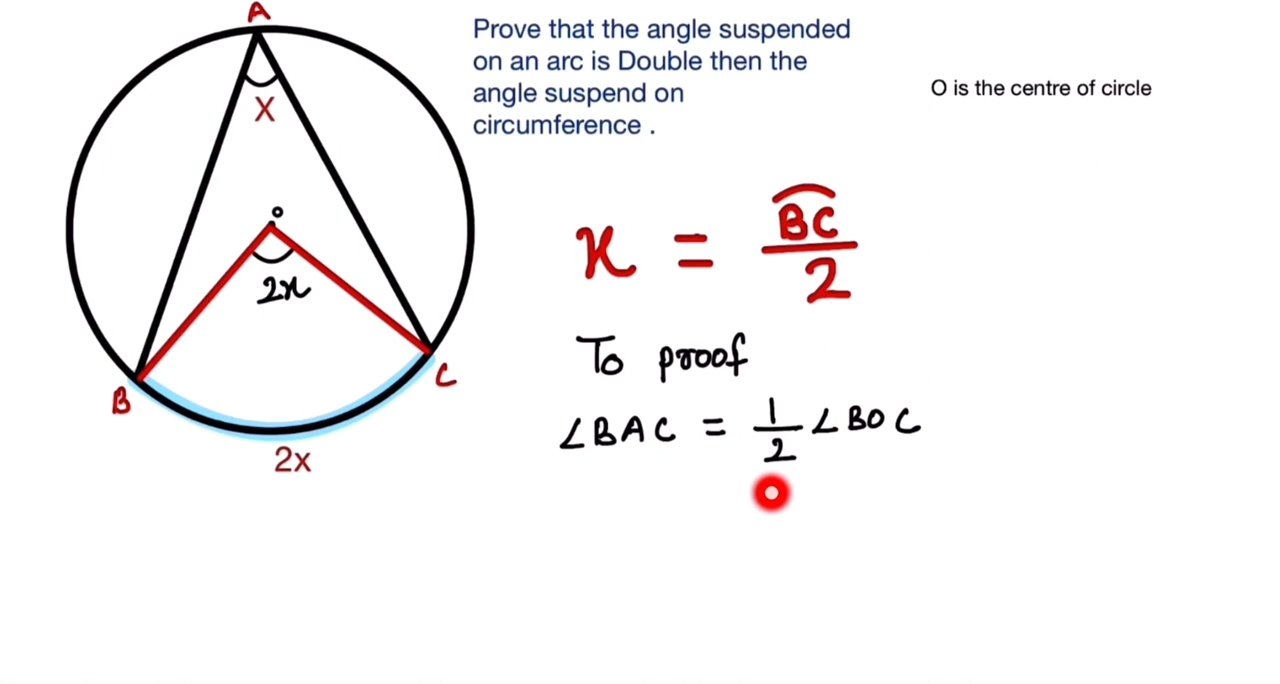 A
Prove that the angle suspended
on an arc is Double then the
angle suspend on
circumference .
O is the centre of circle
X
o
2x
B
C
2x
x = BC/2
To proof
∠BAC = 1/2 ∠BOC